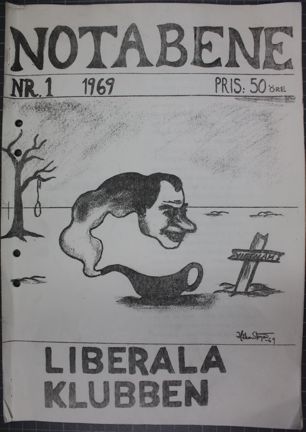 NOTABENE
NR. 1 1969 PRIS: 50 ÖRE
LIBERALA
KLUBBEN